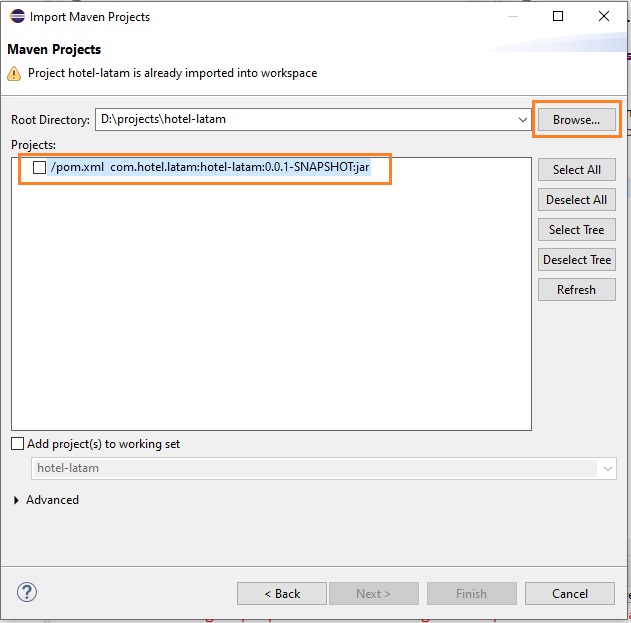 Import Maven Projects
Maven Projects
Project hotel-latam is already imported into workspace
Root Directory: D:\projects\hotel-latam Browse...
Projects:
/pom.xml com.hotel.latam:hotel-latam:0.0.1-SNAPSHOT:jar
Select All
Deselect All
Select Tree
Deselect Tree
Refresh
Add project(s) to working set
hotel-latam
Advanced
? < Back Next > Finish Cancel